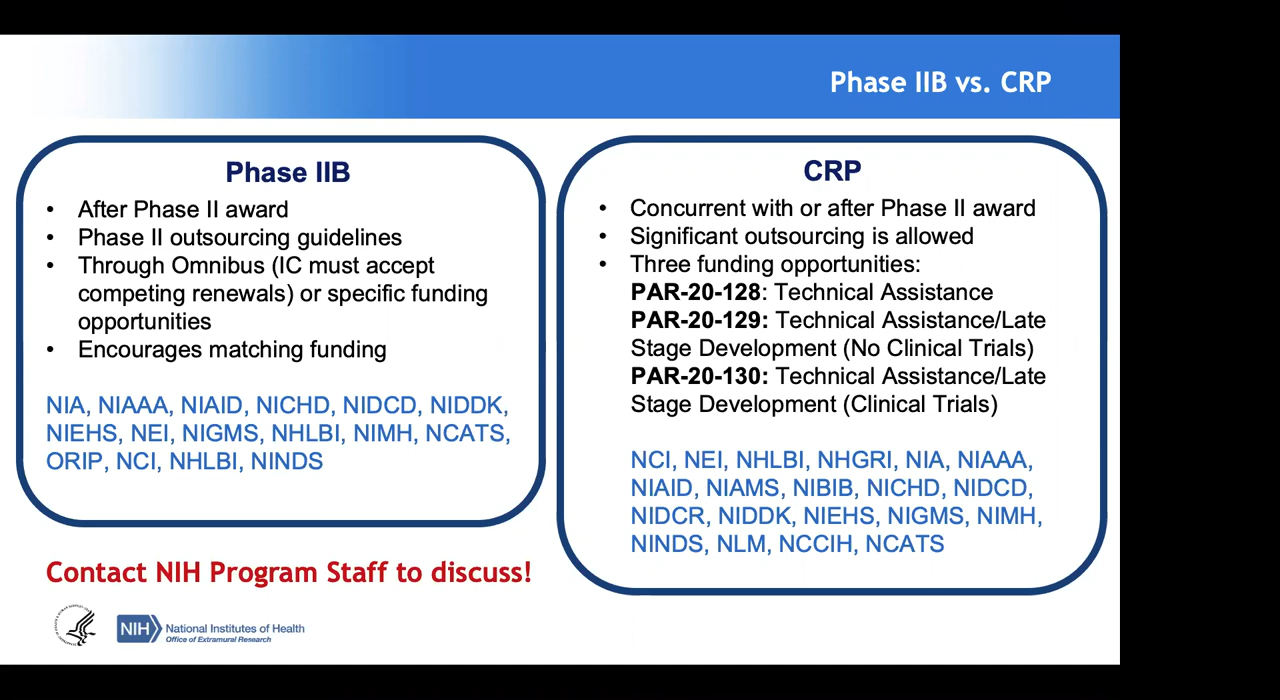 Phase IIB vs. CRP
Phase IIB
• After Phase II award
• Phase II outsourcing guidelines
• Through Omnibus (IC must accept
competing renewals) or specific funding
opportunities
• Encourages matching funding
NIA, NIAAA, NIAID, NICHD, NIDCD, NIDDK,
NIEHS, NEI, NIGMS, NHLBI, NIMH, NCATS,
ORIP, NCI, NHLBI, NINDS
CRP
• Concurrent with or after Phase II award
• Significant outsourcing is allowed
• Three funding opportunities:
PAR-20-128: Technical Assistance
PAR-20-129: Technical Assistance/Late
Stage Development (No Clinical Trials)
PAR-20-130: Technical Assistance/Late
Stage Development (Clinical Trials)
NCI, NEI, NHLBI, NHGRI, NIA, NIAAA,
NIAID, NIAMS, NIBIB, NICHD, NIDCD,
NIDCR, NIDDK, NIEHS, NIGMS, NIMH,
NINDS, NLM, NCCIH, NCATS
Contact NIH Program Staff to discuss!
NIH National Institutes of Health
Office of Extramural Research